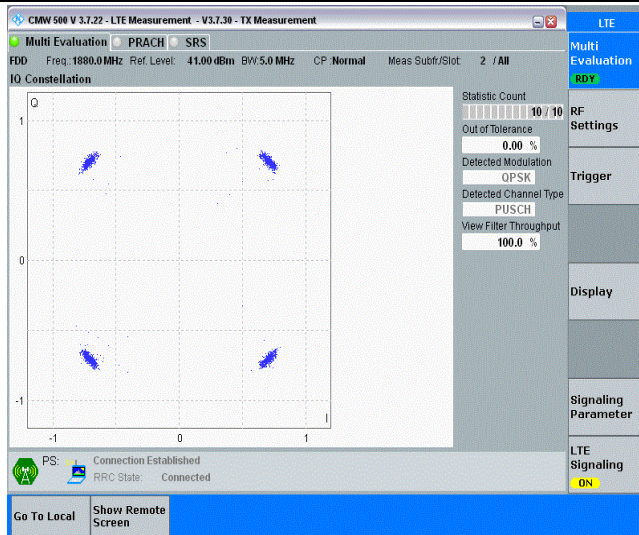 CMW 500 V 3.7.22 - LTE Measurement - V3.7.30 - TX Measurement
LTE
Multi Evaluation PRACH SRS
Multi Evaluation
RDY
FDD Freq.:1880.0 MHz Ref. Level: 41.00 dBm BW:5.0 MHz CP :Normal Meas Subfr./Slot: 2 / All
IQ Constellation
Q
1
0
-1
I
-1 0 1
Statistic Count
10 / 10
Out of Tolerance
0.00 %
Detected Modulation
QPSK
Detected Channel Type
PUSCH
View Filter Throughput
100.0 %
RF Settings
Trigger
Display
Signaling Parameter
LTE Signaling
ON
PS: Connection Established
RRC State: Connected
Go To Local
Show Remote Screen